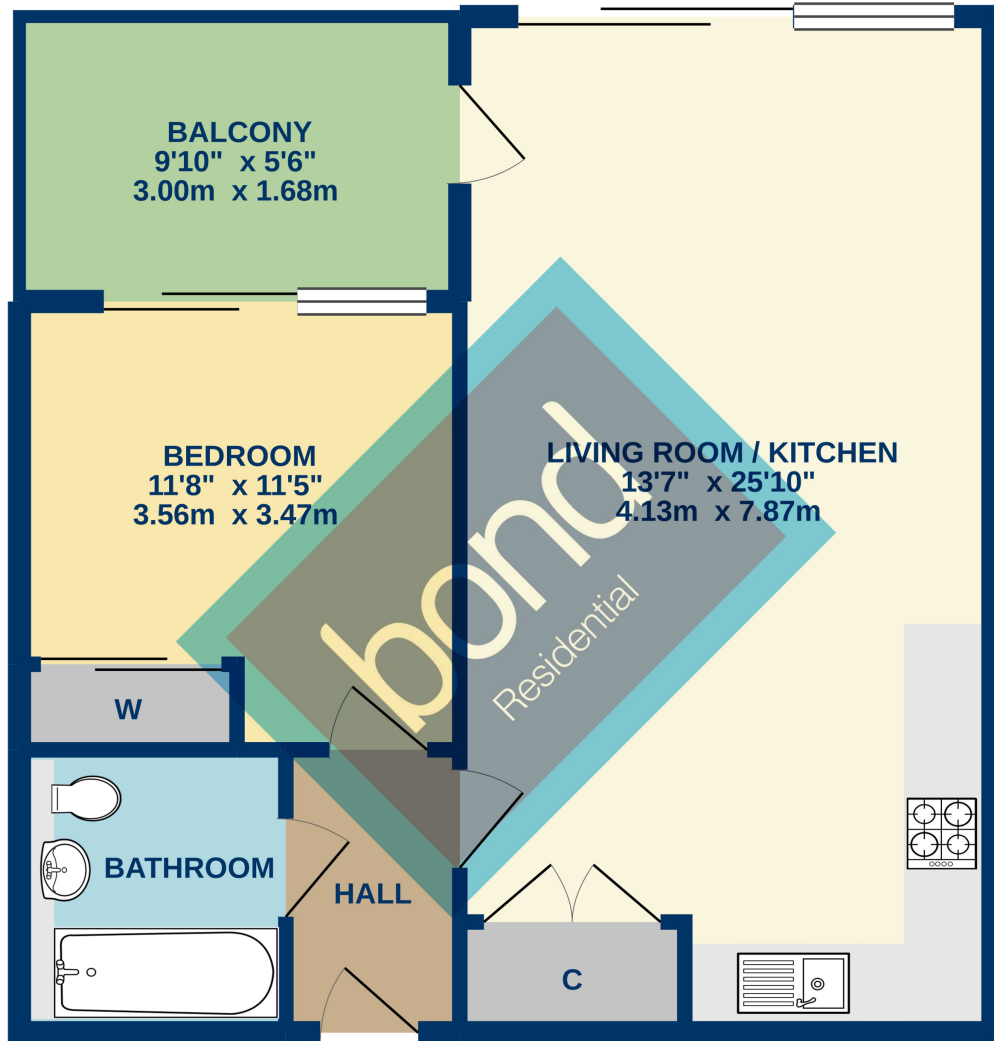 BALCONY
9'10" x 5'6"
3.00m x 1.68m
BEDROOM
11'8" x 11'5"
3.56m x 3.47m
LIVING ROOM / KITCHEN
13'7" x 25'10"
4.13m x 7.87m
bond
Residential
W
BATHROOM
HALL
C